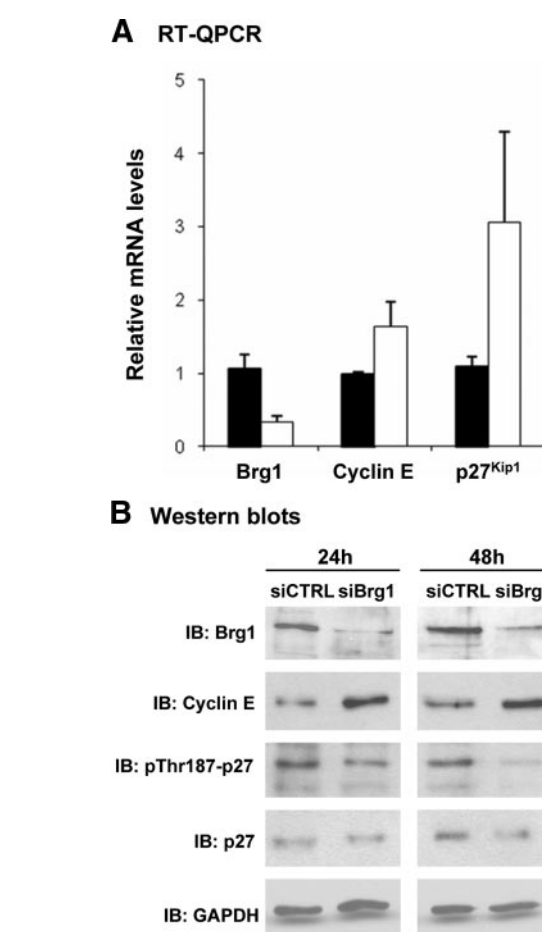 A RT-QPCR
Relative mRNA levels
5
4
3
2
1
0
Brg1 Cyclin E p27Kip1
B Western blots
24h 48h
siCTRL siBrg1 siCTRL siBrg
IB: Brg1
IB: Cyclin E
IB: pThr187-p27
IB: p27
IB: GAPDH